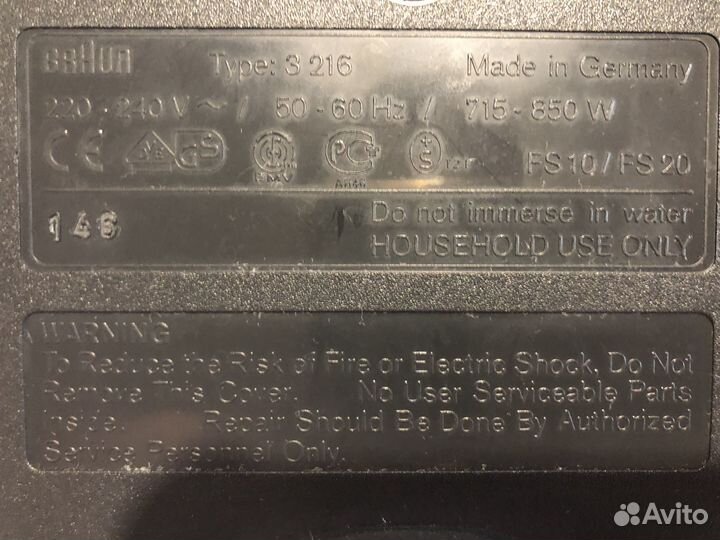 BRAUN Type: 3 216 Made in Germany
220-240 V ~ / 50-60 Hz / 715-850 W
CE GS EMV PC S FS 10 / FS 20
146 Do not immerse in water
HOUSEHOLD USE ONLY
WARNING
To Reduce the Risk of Fire or Electric Shock, Do Not
Remove This Cover. No User Serviceable Parts
Inside. Repair Should Be Done By Authorized
Service Personnel Only.
Avito